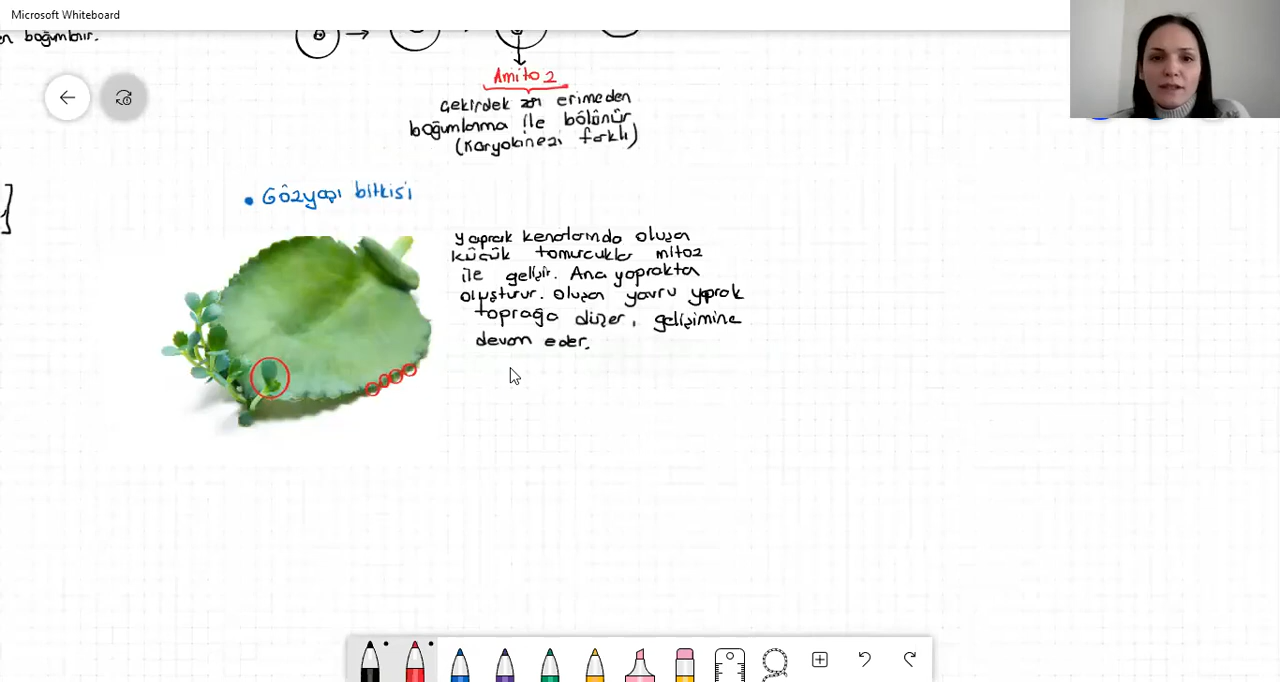 Microsoft Whiteboard
boğumlanır.
Amitoz
Çekirdek zarı erimeden
boğumlanma ile bölünür
(Karyokinezi farklı)
• Gözyaşı bitkisi
yaprak kenarlarında oluşan
küçük tomurcuklar mitoz
ile gelişir. Ana yaprakta
oluşturur. Oluşan yavru yaprak
toprağa düşer, gelişimine
devam eder.